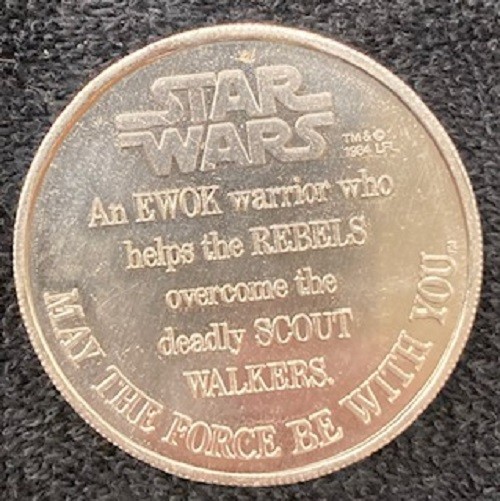 STAR
WARS
TM & ©
1984 LFL
An EWOK warrior who
helps the REBELS
overcome the
deadly SCOUT
WALKERS.
MAY THE FORCE BE WITH YOU